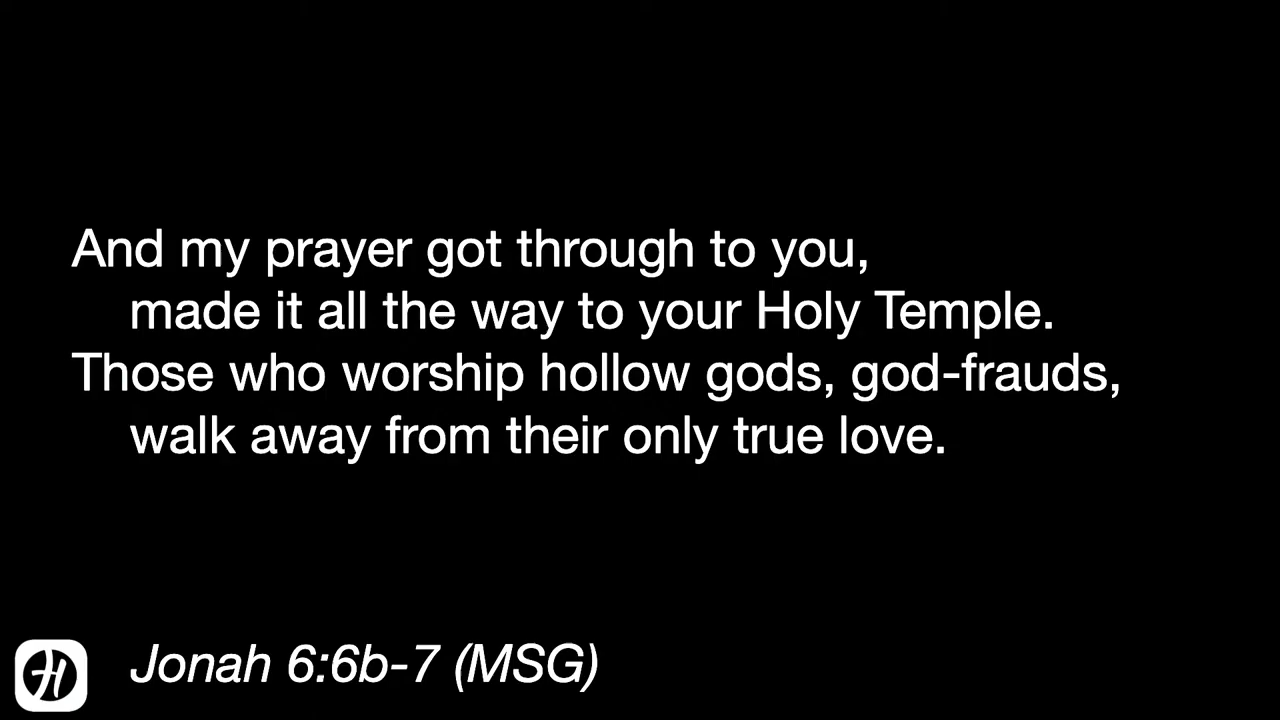 And my prayer got through to you,
made it all the way to your Holy Temple.
Those who worship hollow gods, god-frauds,
walk away from their only true love.
H
Jonah 6:6b-7 (MSG)